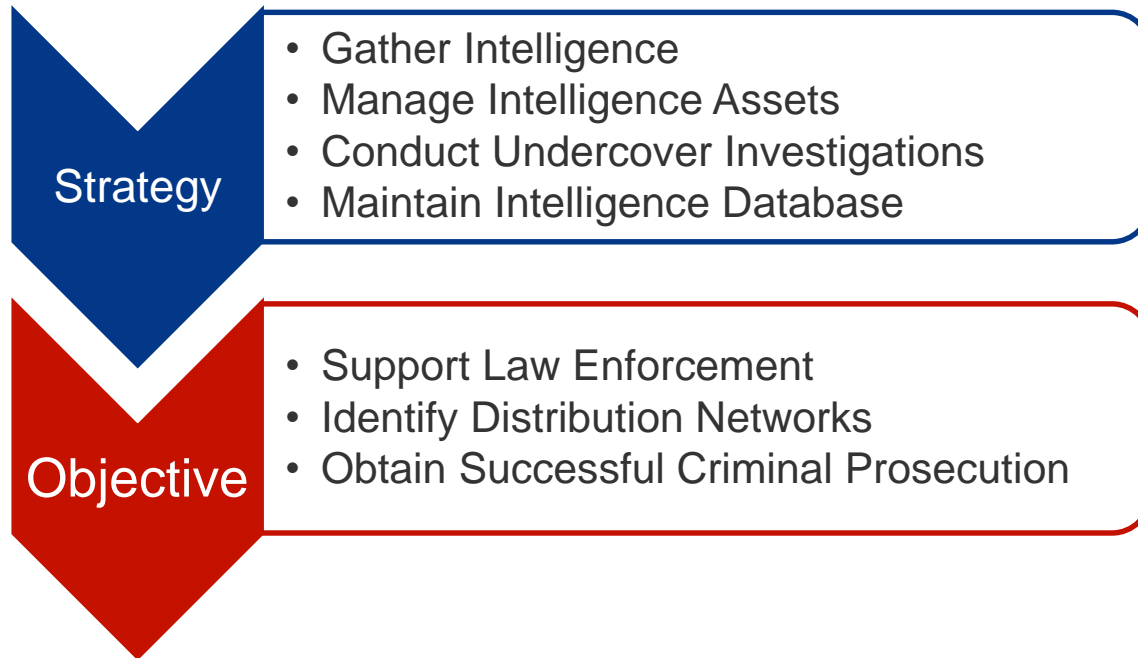 Strategy
• Gather Intelligence
• Manage Intelligence Assets
• Conduct Undercover Investigations
• Maintain Intelligence Database
Objective
• Support Law Enforcement
• Identify Distribution Networks
• Obtain Successful Criminal Prosecution